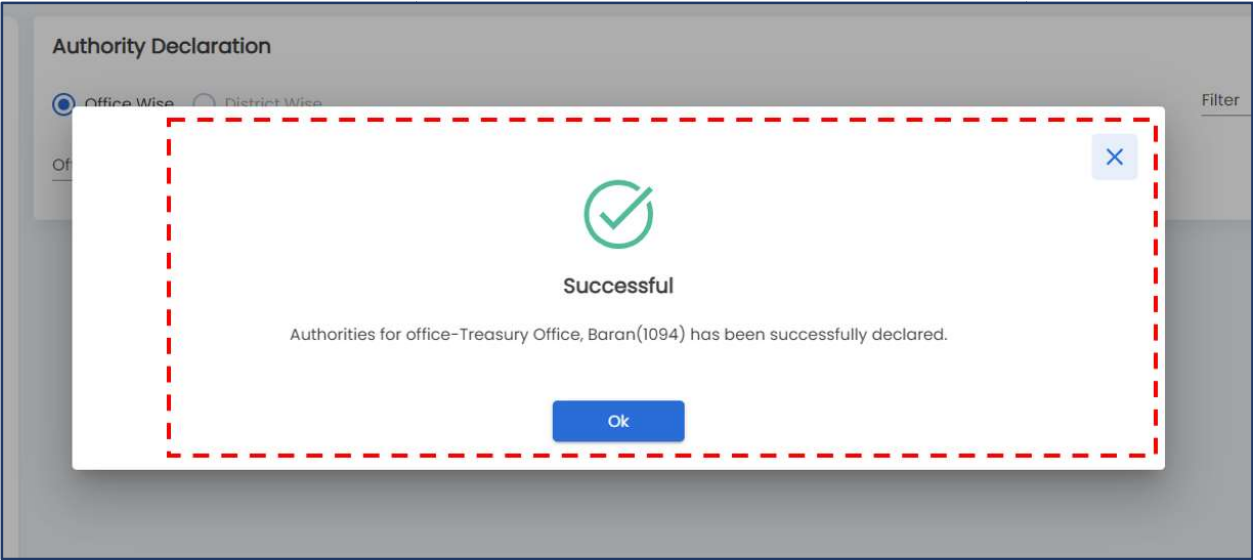 Authority Declaration
Office Wise District Wise
Filter
Of
Successful
Authorities for office-Treasury Office, Baran(1094) has been successfully declared.
Ok